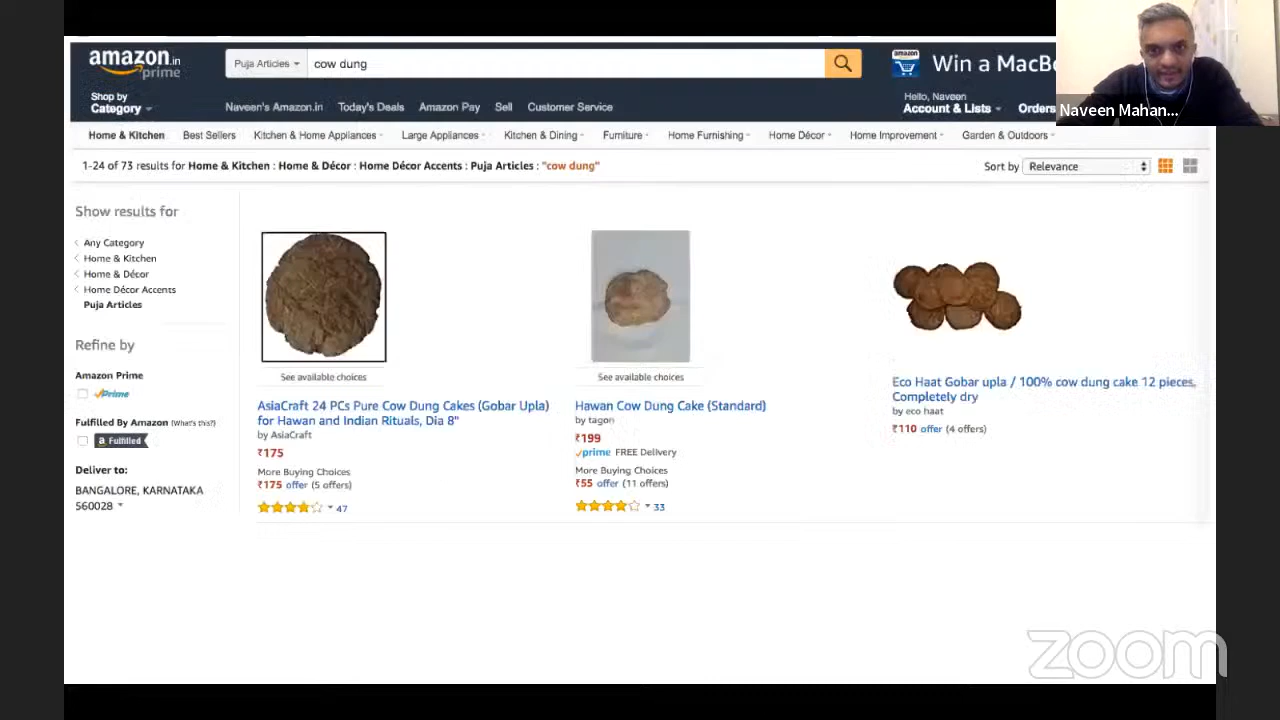 amazon.in
prime
Puja Articles
cow dung
amazon
Win a MacBo
Shop by
Category
Naveen's Amazon.in
Today's Deals
Amazon Pay
Sell
Customer Service
Hello, Naveen
Account & Lists
Orders
Naveen Mahan...
Home & Kitchen
Best Sellers
Kitchen & Home Appliances
Large Appliances
Kitchen & Dining
Furniture
Home Furnishing
Home Décor
Home Improvement
Garden & Outdoors
1-24 of 73 results for Home & Kitchen : Home & Décor : Home Décor Accents : Puja Articles : "cow dung"
Sort by
Relevance
Show results for
Any Category
Home & Kitchen
Home & Décor
Home Décor Accents
Puja Articles
Refine by
Amazon Prime
Prime
Fulfilled By Amazon (What's this?)
a Fulfilled
Deliver to:
BANGALORE, KARNATAKA
560028
See available choices
AsiaCraft 24 PCs Pure Cow Dung Cakes (Gobar Upla)
for Hawan and Indian Rituals, Dia 8"
by AsiaCraft
₹175
More Buying Choices
₹175 offer (5 offers)
47
See available choices
Hawan Cow Dung Cake (Standard)
by tagon
₹199
prime FREE Delivery
More Buying Choices
₹55 offer (11 offers)
33
Eco Haat Gobar upla / 100% cow dung cake 12 pieces,
Completely dry
by eco haat
₹110 offer (4 offers)
zoom